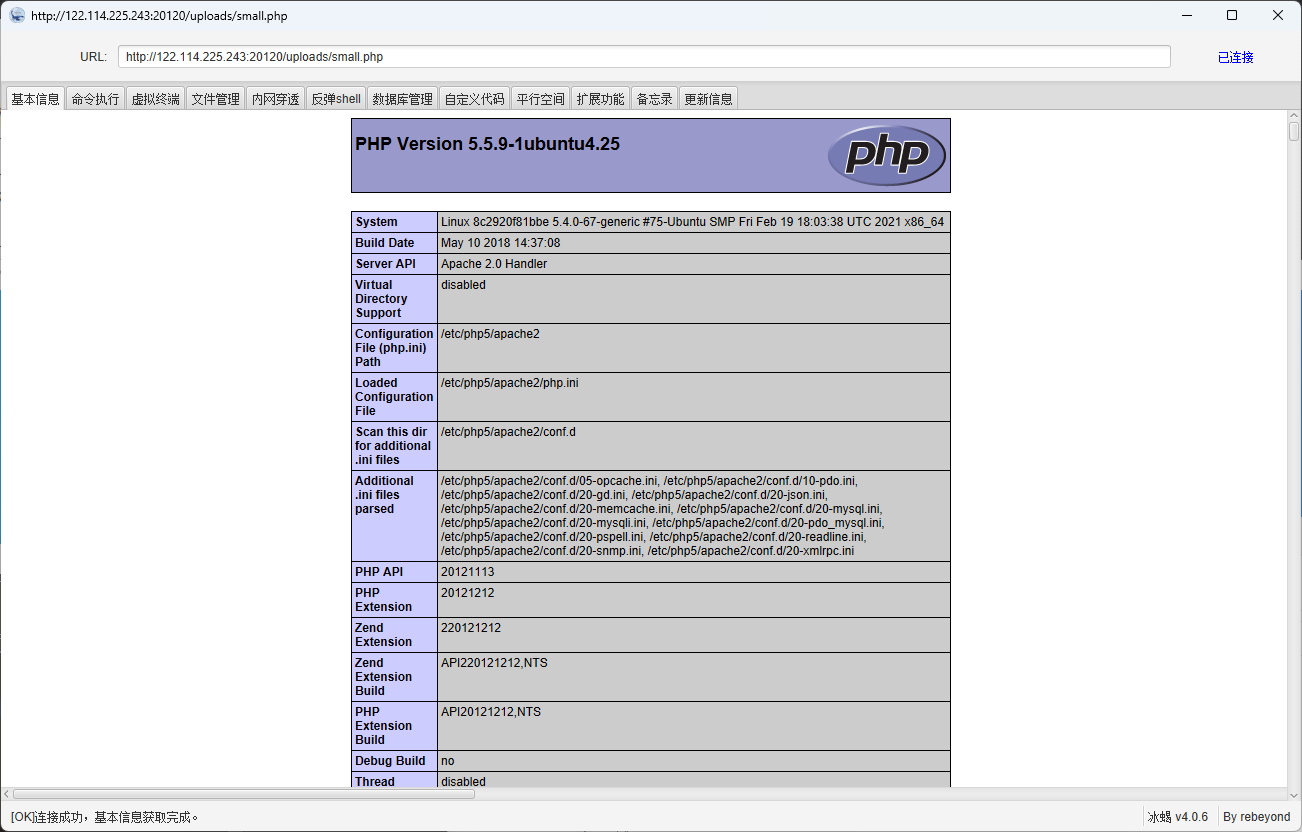 http://122.114.225.243:20120/uploads/small.php
URL: http://122.114.225.243:20120/uploads/small.php 已连接
基本信息 命令执行 虚拟终端 文件管理 内网穿透 反弹shell 数据库管理 自定义代码 平行空间 扩展功能 备忘录 更新信息
PHP Version 5.5.9-1ubuntu4.25
php
System Linux 8c2920f81bbe 5.4.0-67-generic #75-Ubuntu SMP Fri Feb 19 18:03:38 UTC 2021 x86_64
Build Date May 10 2018 14:37:08
Server API Apache 2.0 Handler
Virtual disabled
Directory
Support
Configuration /etc/php5/apache2
File (php.ini)
Path
Loaded /etc/php5/apache2/php.ini
Configuration
File
Scan this dir /etc/php5/apache2/conf.d
for additional
.ini files
Additional /etc/php5/apache2/conf.d/05-opcache.ini, /etc/php5/apache2/conf.d/10-pdo.ini,
.ini files /etc/php5/apache2/conf.d/20-gd.ini, /etc/php5/apache2/conf.d/20-json.ini,
parsed /etc/php5/apache2/conf.d/20-memcache.ini, /etc/php5/apache2/conf.d/20-mysql.ini,
/etc/php5/apache2/conf.d/20-mysqli.ini, /etc/php5/apache2/conf.d/20-pdo_mysql.ini,
/etc/php5/apache2/conf.d/20-pspell.ini, /etc/php5/apache2/conf.d/20-readline.ini,
/etc/php5/apache2/conf.d/20-snmp.ini, /etc/php5/apache2/conf.d/20-xmlrpc.ini
PHP API 20121113
PHP 20121212
Extension
Zend 220121212
Extension
Zend API220121212,NTS
Extension
Build
PHP API20121212,NTS
Extension
Build
Debug Build no
Thread disabled
[OK]连接成功，基本信息获取完成。 冰蝎 v4.0.6 By rebeyond